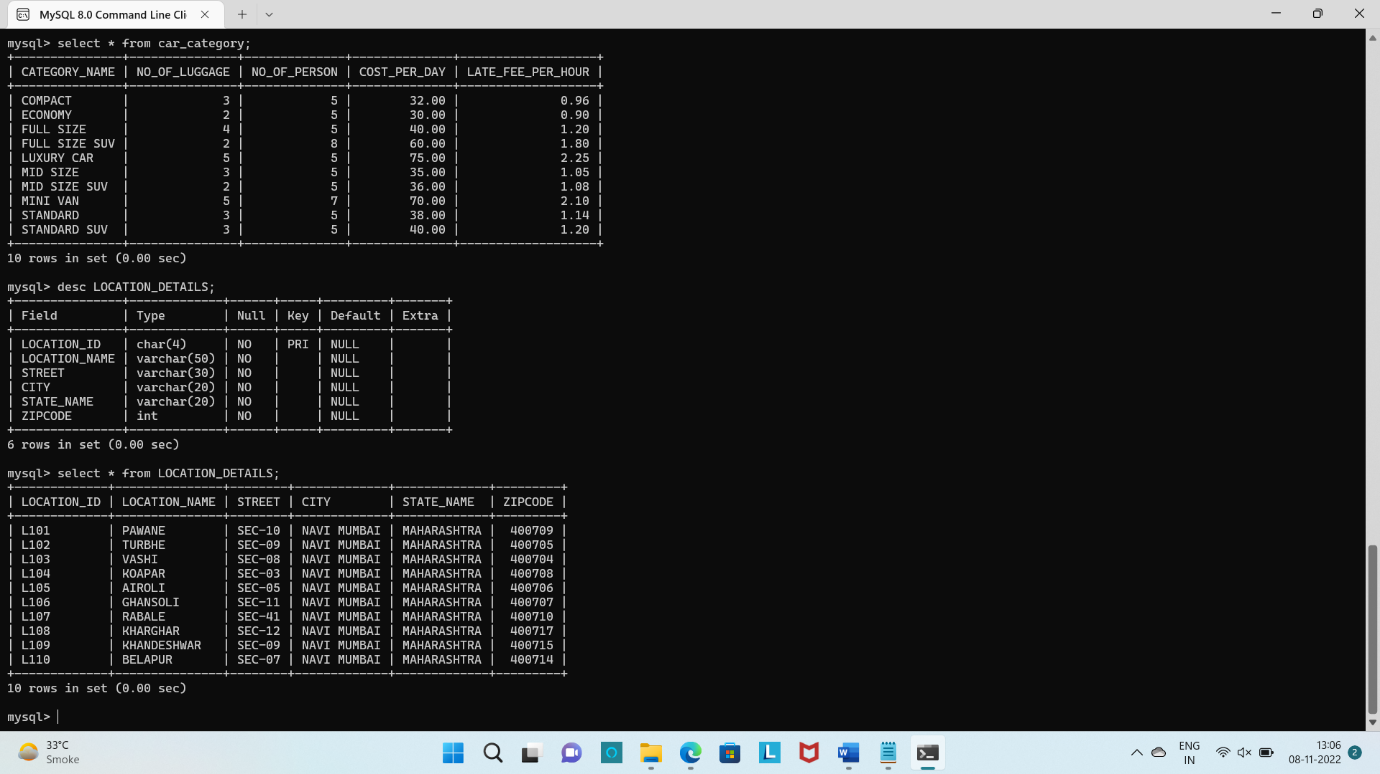 MySQL 8.0 Command Line Cli
mysql> select * from car_category;
+---------------+---------------+--------------+--------------+-------------------+
| CATEGORY_NAME | NO_OF_LUGGAGE | NO_OF_PERSON | COST_PER_DAY | LATE_FEE_PER_HOUR |
+---------------+---------------+--------------+--------------+-------------------+
| COMPACT       |             3 |            5 |        32.00 |              0.96 |
| ECONOMY       |             2 |            5 |        30.00 |              0.90 |
| FULL SIZE     |             4 |            5 |        40.00 |              1.20 |
| FULL SIZE SUV |             2 |            8 |        60.00 |              1.80 |
| LUXURY CAR    |             5 |            5 |        75.00 |              2.25 |
| MID SIZE      |             3 |            5 |        35.00 |              1.05 |
| MID SIZE SUV  |             2 |            5 |        36.00 |              1.08 |
| MINI VAN      |             5 |            7 |        70.00 |              2.10 |
| STANDARD      |             3 |            5 |        38.00 |              1.14 |
| STANDARD SUV  |             3 |            5 |        40.00 |              1.20 |
+---------------+---------------+--------------+--------------+-------------------+
10 rows in set (0.00 sec)
mysql> desc LOCATION_DETAILS;
+---------------+-------------+------+-----+---------+-------+
| Field         | Type        | Null | Key | Default | Extra |
+---------------+-------------+------+-----+---------+-------+
| LOCATION_ID   | char(4)     | NO   | PRI | NULL    |       |
| LOCATION_NAME | varchar(50) | NO   |     | NULL    |       |
| STREET        | varchar(30) | NO   |     | NULL    |       |
| CITY          | varchar(20) | NO   |     | NULL    |       |
| STATE_NAME    | varchar(20) | NO   |     | NULL    |       |
| ZIPCODE       | int         | NO   |     | NULL    |       |
+---------------+-------------+------+-----+---------+-------+
6 rows in set (0.00 sec)
mysql> select * from LOCATION_DETAILS;
+-------------+---------------+--------+-------------+-------------+---------+
| LOCATION_ID | LOCATION_NAME | STREET | CITY        | STATE_NAME  | ZIPCODE |
+-------------+---------------+--------+-------------+-------------+---------+
| L101        | PAWANE        | SEC-10 | NAVI MUMBAI | MAHARASHTRA |  400709 |
| L102        | TURBHE        | SEC-09 | NAVI MUMBAI | MAHARASHTRA |  400705 |
| L103        | VASHI         | SEC-08 | NAVI MUMBAI | MAHARASHTRA |  400704 |
| L104        | KOAPAR        | SEC-03 | NAVI MUMBAI | MAHARASHTRA |  400708 |
| L105        | AIROLI        | SEC-05 | NAVI MUMBAI | MAHARASHTRA |  400706 |
| L106        | GHANSOLI      | SEC-11 | NAVI MUMBAI | MAHARASHTRA |  400707 |
| L107        | RABALE        | SEC-41 | NAVI MUMBAI | MAHARASHTRA |  400710 |
| L108        | KHARGHAR      | SEC-12 | NAVI MUMBAI | MAHARASHTRA |  400717 |
| L109        | KHANDESHWAR   | SEC-09 | NAVI MUMBAI | MAHARASHTRA |  400715 |
| L110        | BELAPUR       | SEC-07 | NAVI MUMBAI | MAHARASHTRA |  400714 |
+-------------+---------------+--------+-------------+-------------+---------+
10 rows in set (0.00 sec)
mysql>
33°C
Smoke
L
W
ENG
IN
13:06
08-11-2022
2